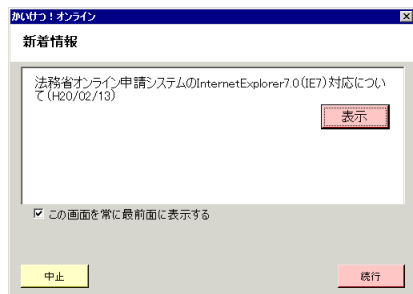 かいけつ！オンライン
新着情報
法務省オンライン申請システムのInternetExplorer7.0(IE7)対応につい
て(H20/02/13)
表示
この画面を常に最前面に表示する
中止
続行